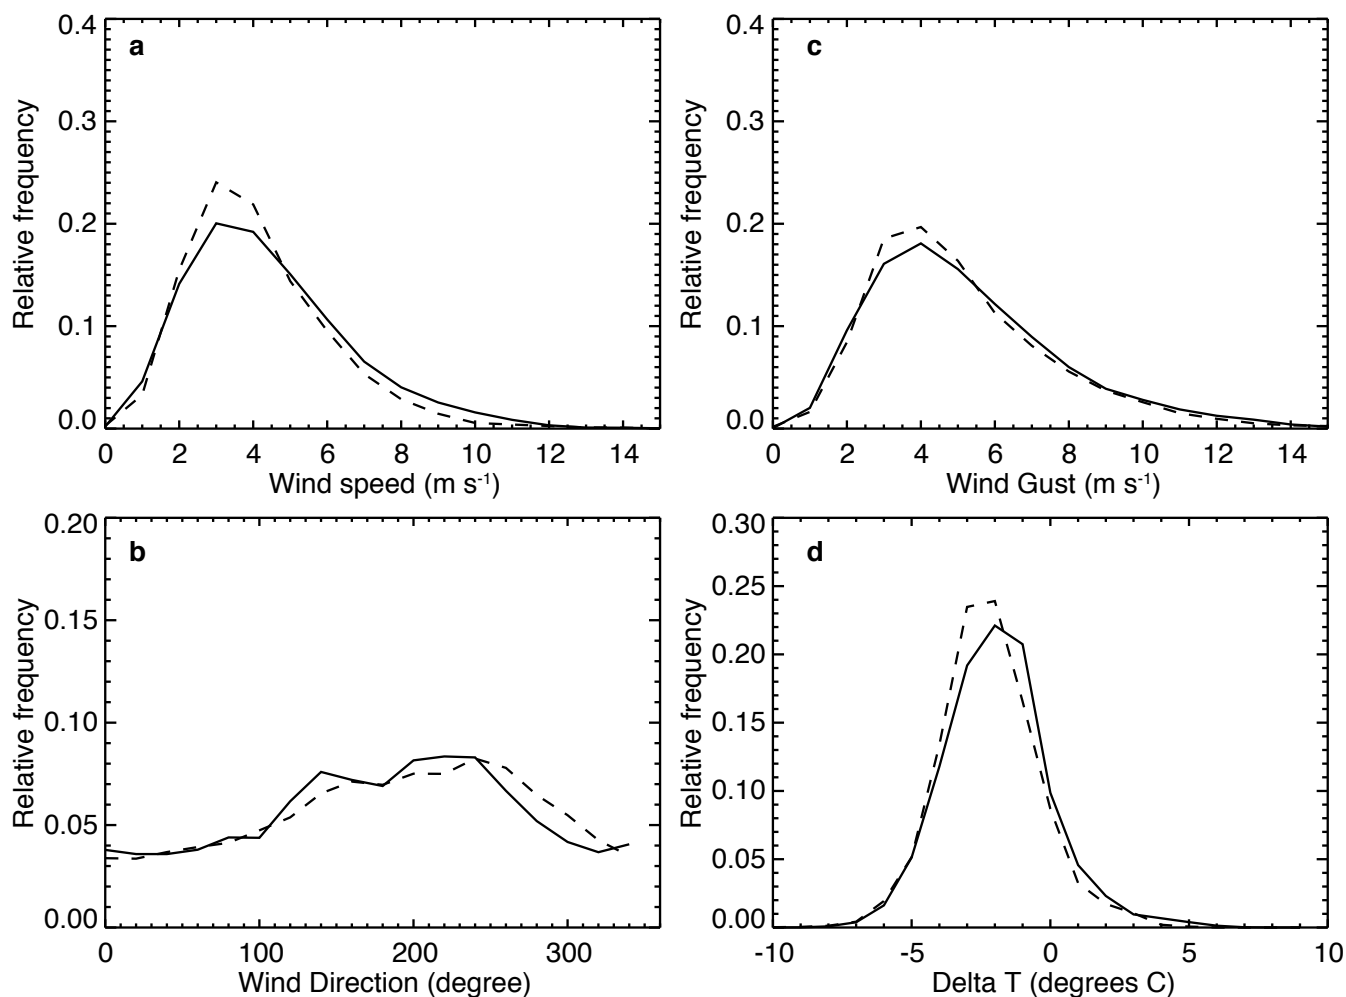 a
0.4
0.3
0.2
0.1
0.0
Relative frequency
0 2 4 6 8 10 12 14
Wind speed (m s-1)
c
0.4
0.3
0.2
0.1
0.0
Relative frequency
0 2 4 6 8 10 12 14
Wind Gust (m s-1)
b
0.20
0.15
0.10
0.05
0.00
Relative frequency
0 100 200 300
Wind Direction (degree)
d
0.30
0.25
0.20
0.15
0.10
0.05
0.00
Relative frequency
-10 -5 0 5 10
Delta T (degrees C)